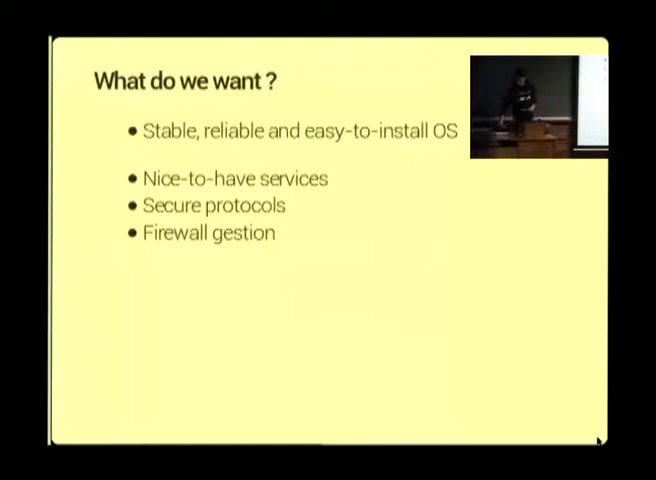 What do we want ?
• Stable, reliable and easy-to-install OS
• Nice-to-have services
• Secure protocols
• Firewall gestion